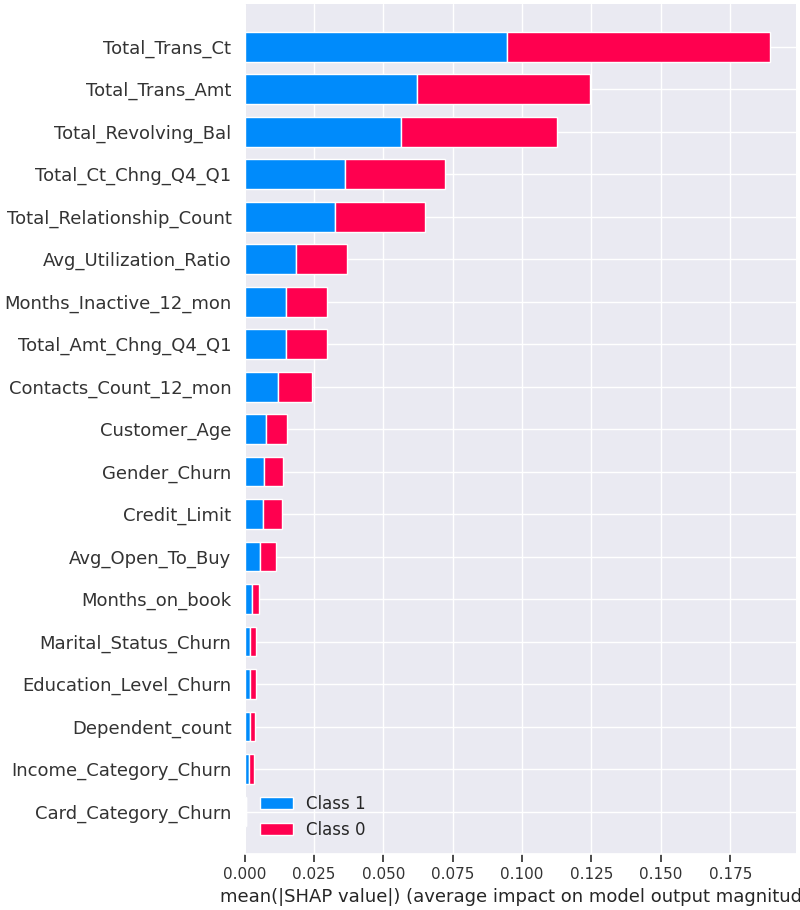 Total_Trans_Ct
Total_Trans_Amt
Total_Revolving_Bal
Total_Ct_Chng_Q4_Q1
Total_Relationship_Count
Avg_Utilization_Ratio
Months_Inactive_12_mon
Total_Amt_Chng_Q4_Q1
Contacts_Count_12_mon
Customer_Age
Gender_Churn
Credit_Limit
Avg_Open_To_Buy
Months_on_book
Marital_Status_Churn
Education_Level_Churn
Dependent_count
Income_Category_Churn
Card_Category_Churn
Class 1
Class 0
0.000 0.025 0.050 0.075 0.100 0.125 0.150 0.175
mean(|SHAP value|) (average impact on model output magnitud